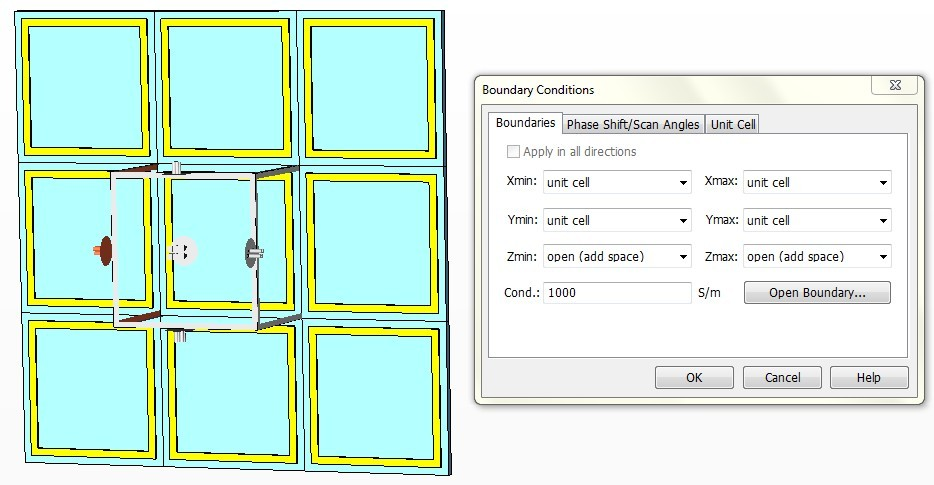 Boundary Conditions
Boundaries Phase Shift/Scan Angles Unit Cell
Apply in all directions
Xmin: unit cell Xmax: unit cell
Ymin: unit cell Ymax: unit cell
Zmin: open (add space) Zmax: open (add space)
Cond.: 1000 S/m Open Boundary...
OK Cancel Help